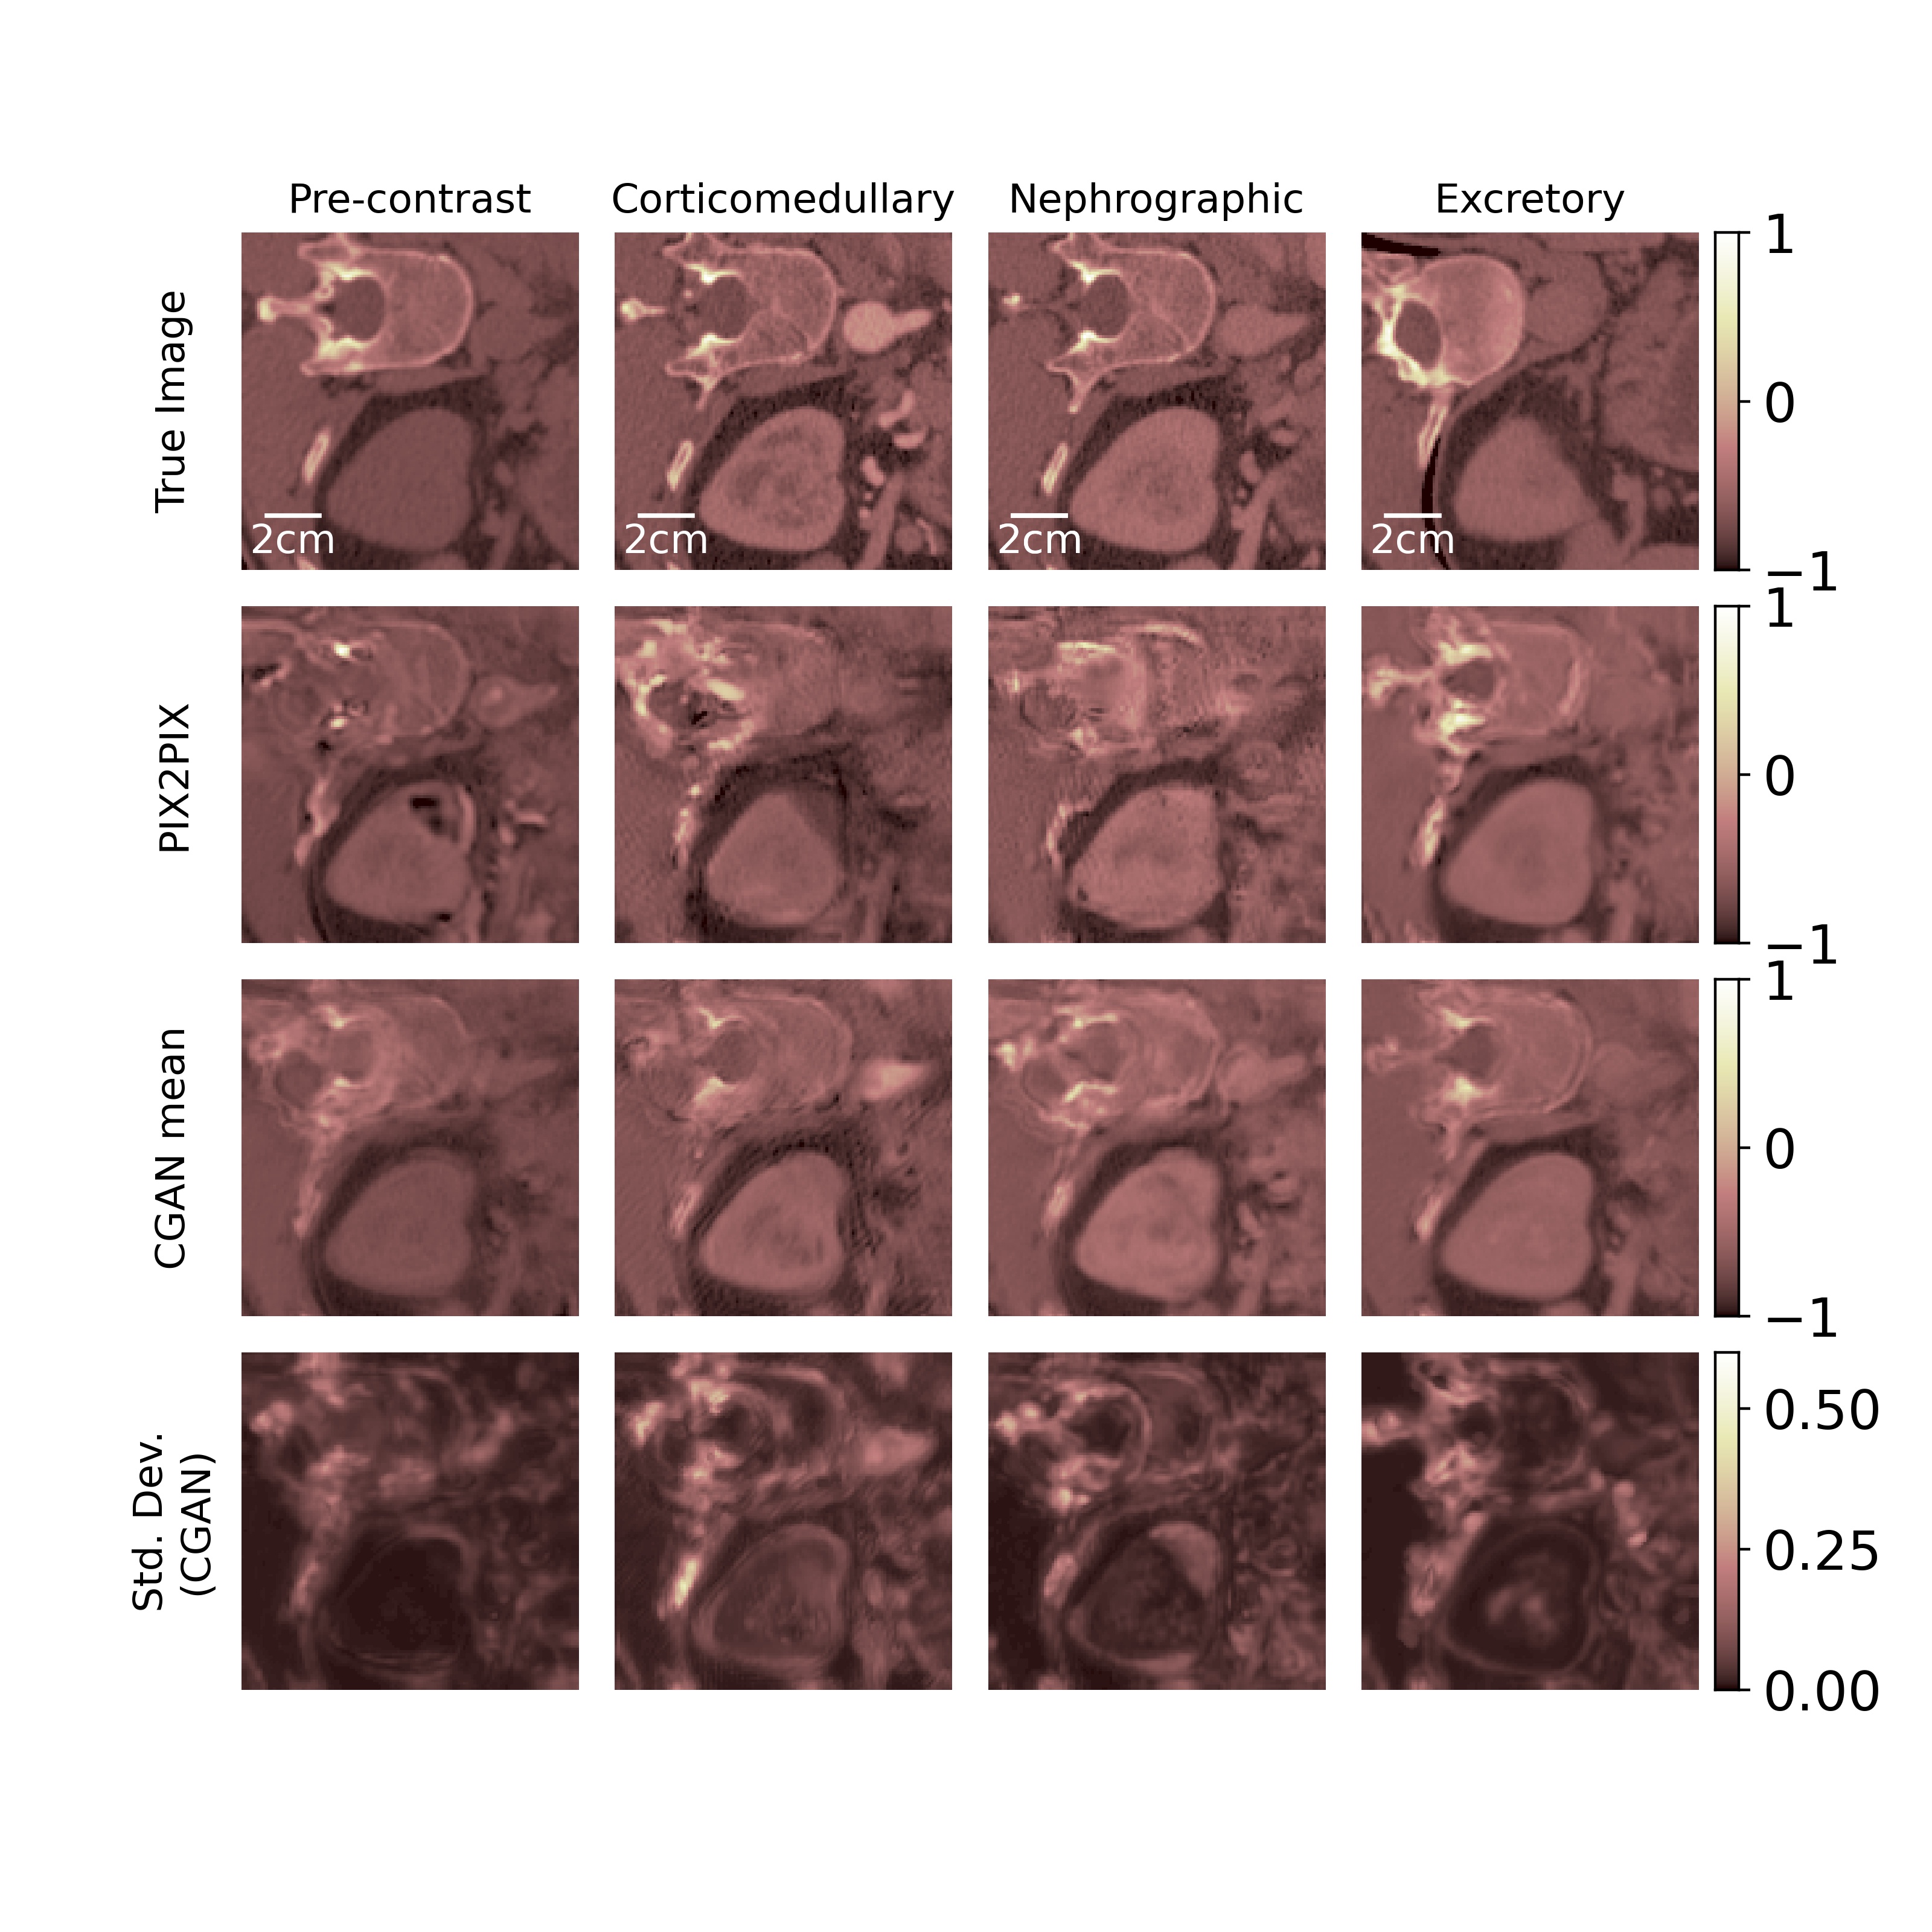 Pre-contrast
Corticomedullary
Nephrographic
Excretory
True Image
2cm
2cm
2cm
2cm
1
0
−1
PIX2PIX
1
0
−1
CGAN mean
1
0
−1
Std. Dev.
(CGAN)
0.50
0.25
0.00